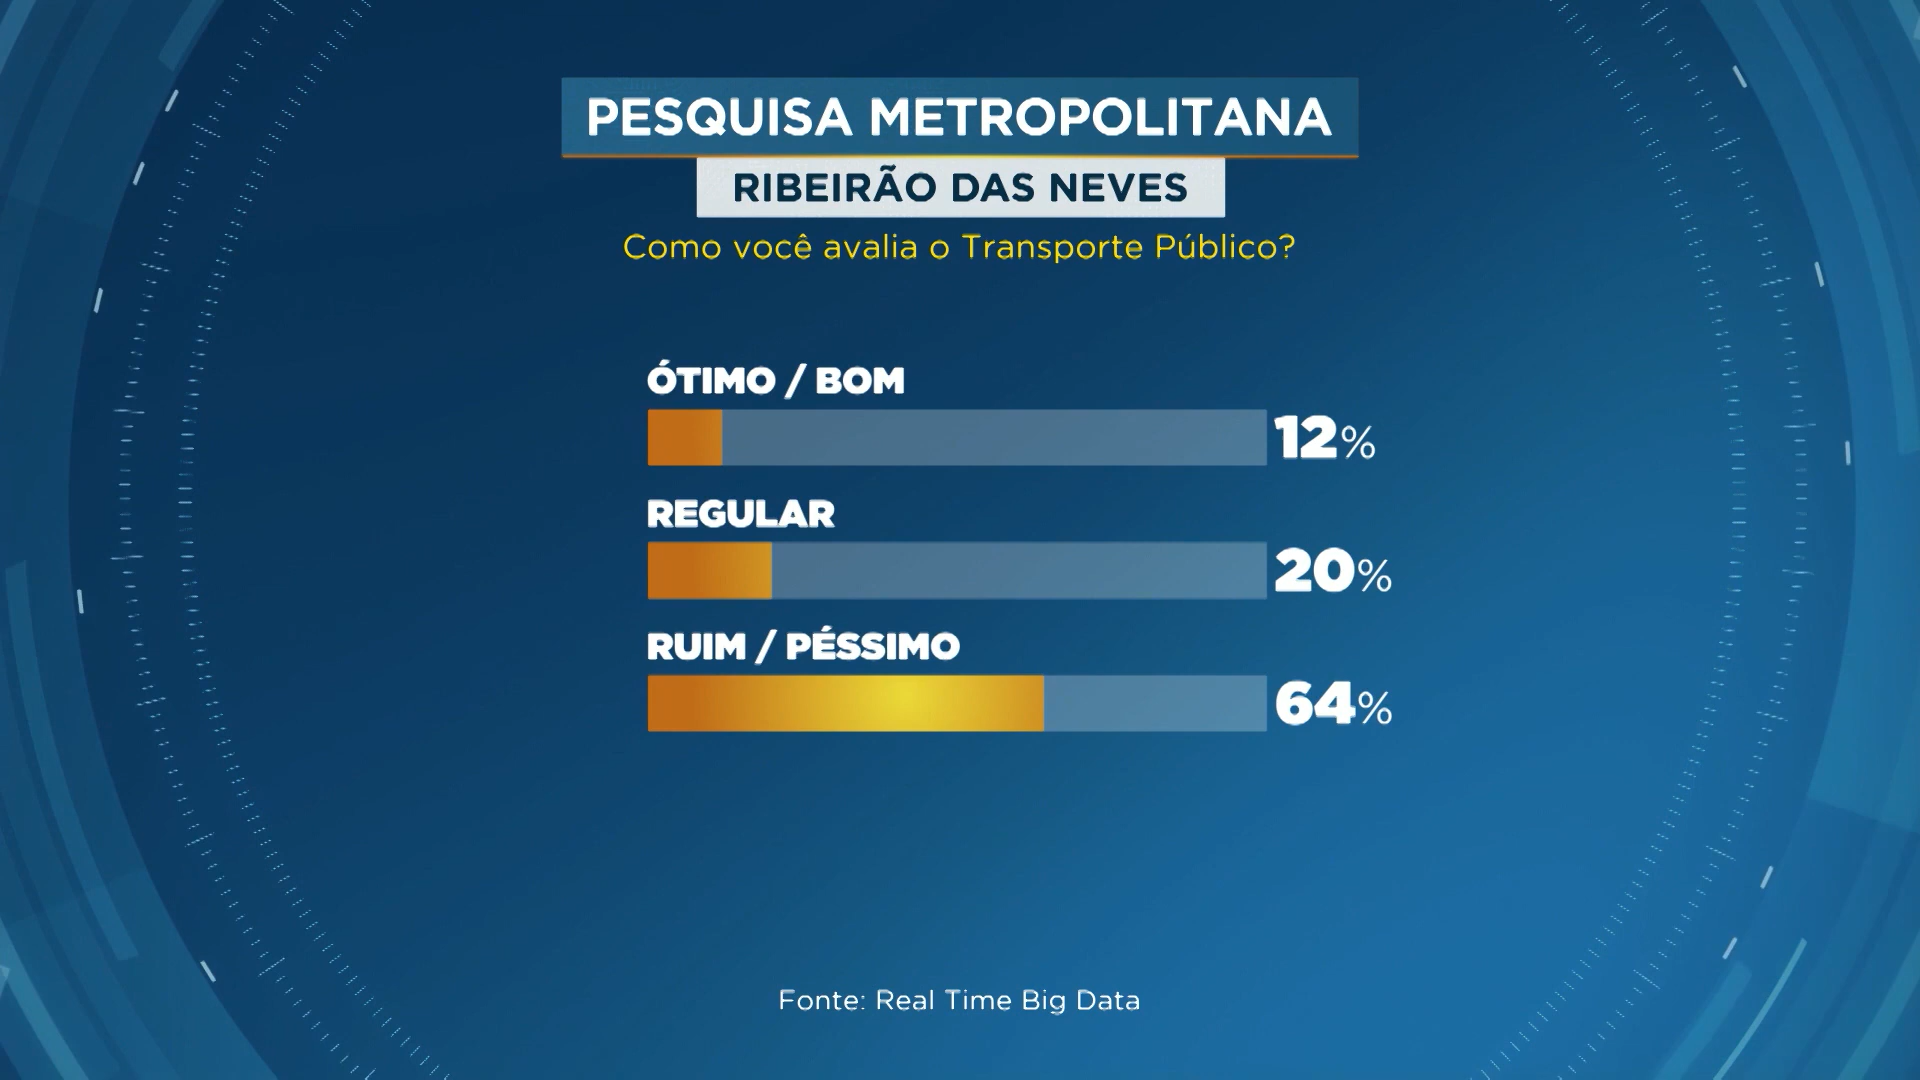 PESQUISA METROPOLITANA
RIBEIRÃO DAS NEVES
Como você avalia o Transporte Público?
ÓTIMO / BOM
12%
REGULAR
20%
RUIM / PÉSSIMO
64%
Fonte: Real Time Big Data